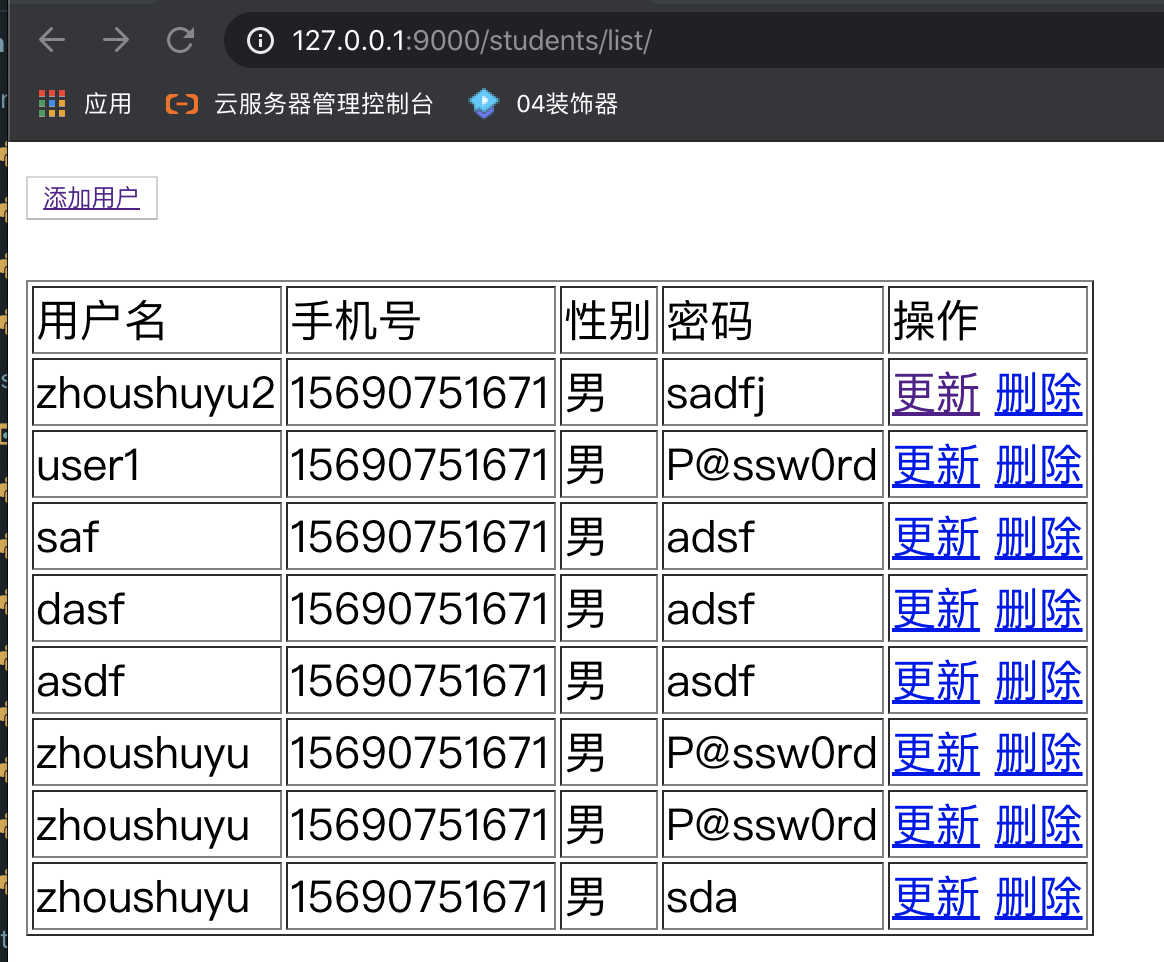 127.0.0.1:9000/students/list/
应用 云服务器管理控制台 04装饰器
添加用户
用户名 手机号 性别 密码 操作
zhoushuyu2 15690751671 男 sadfj 更新 删除
user1 15690751671 男 P@ssw0rd 更新 删除
saf 15690751671 男 adsf 更新 删除
dasf 15690751671 男 adsf 更新 删除
asdf 15690751671 男 asdf 更新 删除
zhoushuyu 15690751671 男 P@ssw0rd 更新 删除
zhoushuyu 15690751671 男 P@ssw0rd 更新 删除
zhoushuyu 15690751671 男 sda 更新 删除